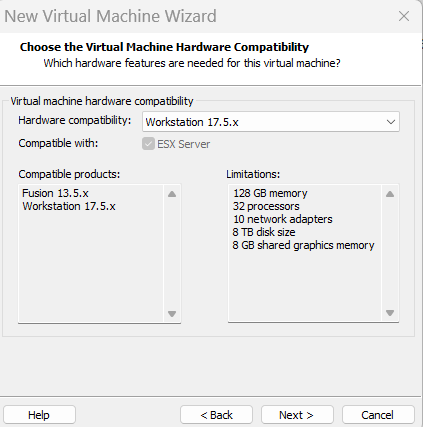 New Virtual Machine Wizard
Choose the Virtual Machine Hardware Compatibility
Which hardware features are needed for this virtual machine?
Virtual machine hardware compatibility
Hardware compatibility: Workstation 17.5.x
Compatible with: ESX Server
Compatible products:
Fusion 13.5.x
Workstation 17.5.x
Limitations:
128 GB memory
32 processors
10 network adapters
8 TB disk size
8 GB shared graphics memory
Help < Back Next > Cancel